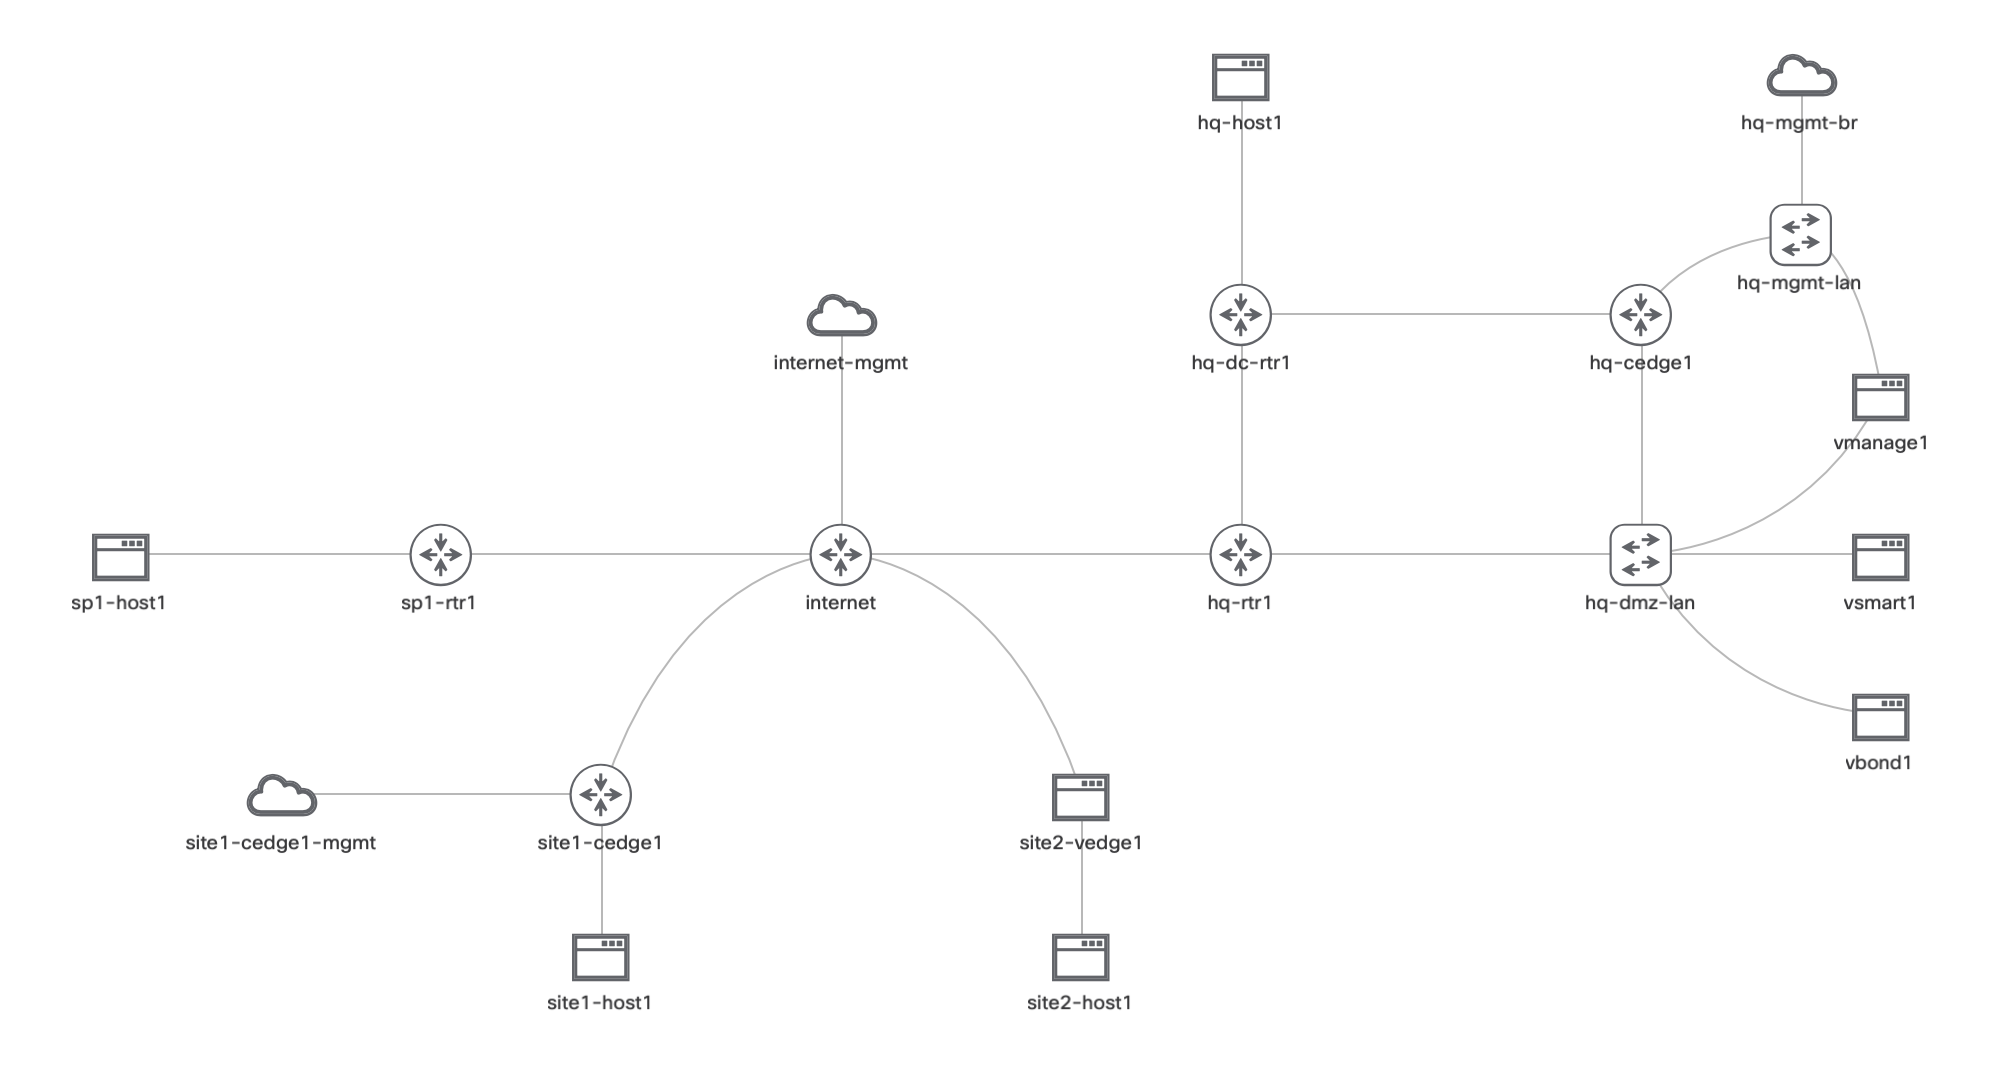 hq-host1
hq-mgmt-br
hq-mgmt-lan
internet-mgmt
hq-dc-rtr1
hq-cedge1
vmanage1
sp1-host1
sp1-rtr1
internet
hq-rtr1
hq-dmz-lan
vsmart1
vbond1
site1-cedge1-mgmt
site1-cedge1
site2-vedge1
site1-host1
site2-host1